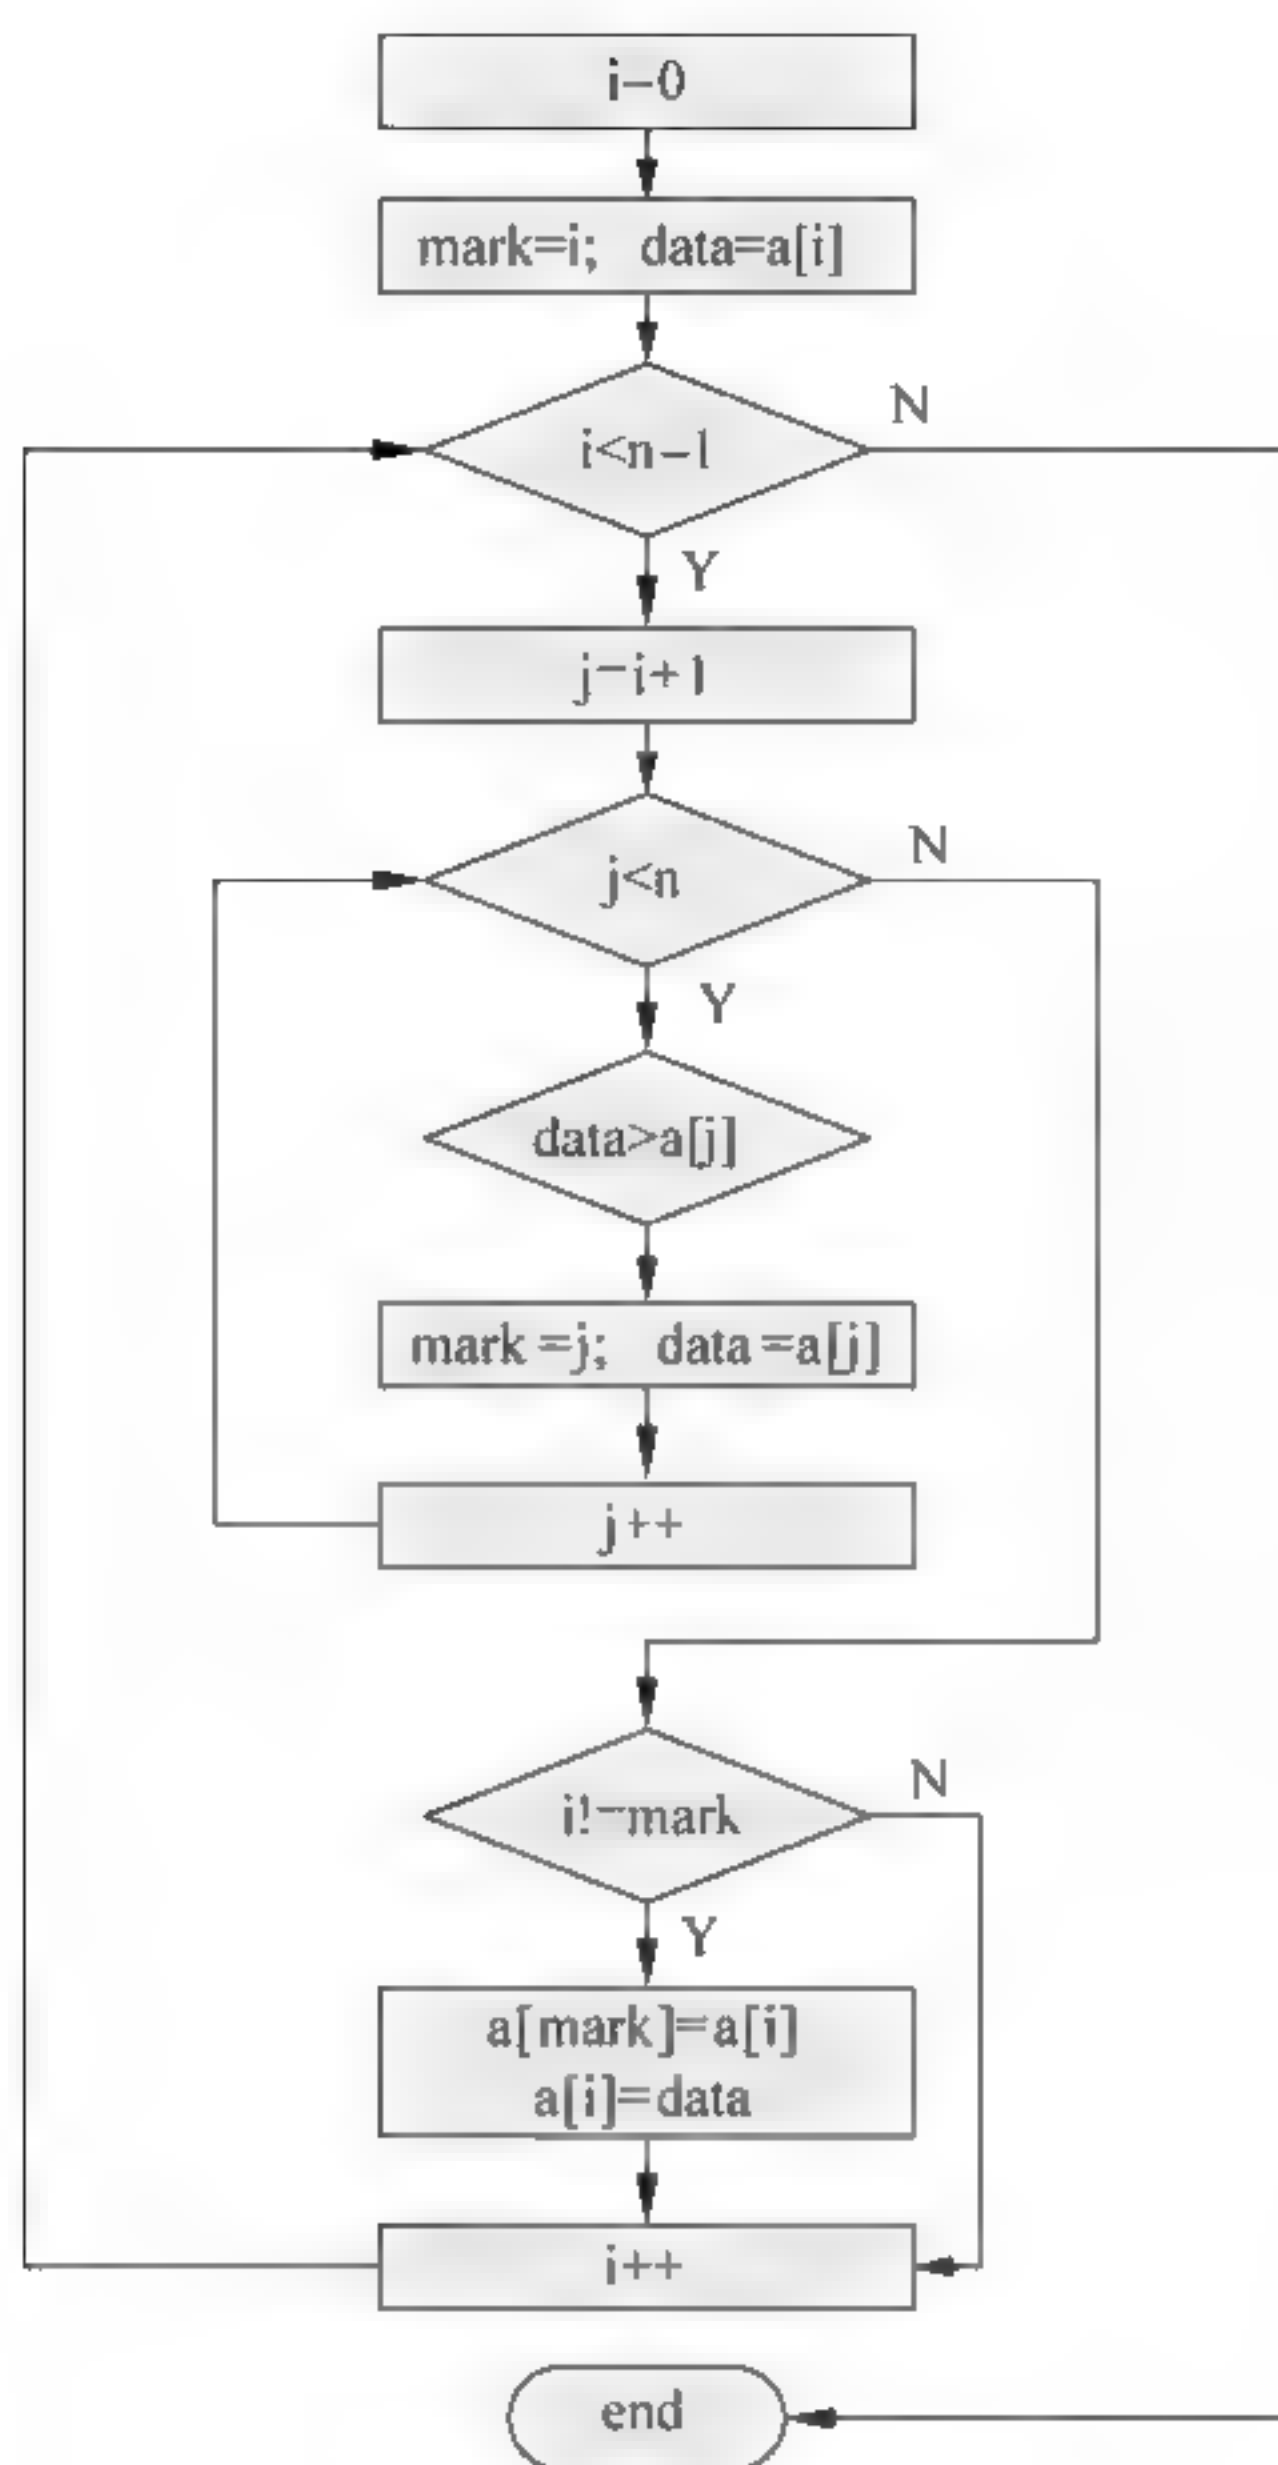 i=0
mark=i; data=a[i]
i<n-1
N
Y
j=i+1
j<n
N
Y
data>a[j]
mark=j; data=a[j]
j++
i!=mark
N
Y
a[mark]=a[i]
a[i]=data
i++
end